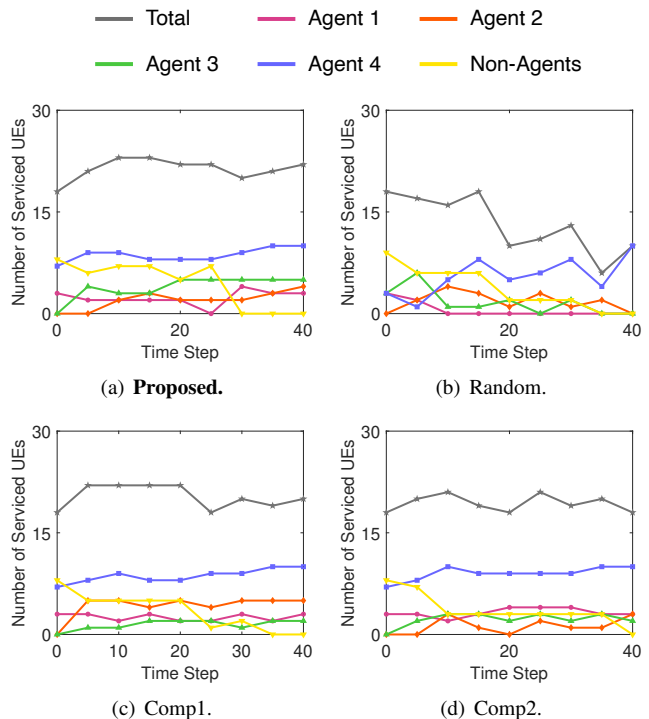 Total Agent 1 Agent 2
Agent 3 Agent 4 Non-Agents
30
15
0
Number of Serviced UEs
0 20 40
Time Step
(a) Proposed.
30
15
0
Number of Serviced UEs
0 20 40
Time Step
(b) Random.
30
15
0
Number of Serviced UEs
0 10 20 30 40
Time Step
(c) Comp1.
30
15
0
Number of Serviced UEs
0 10 20 30 40
Time Step
(d) Comp2.